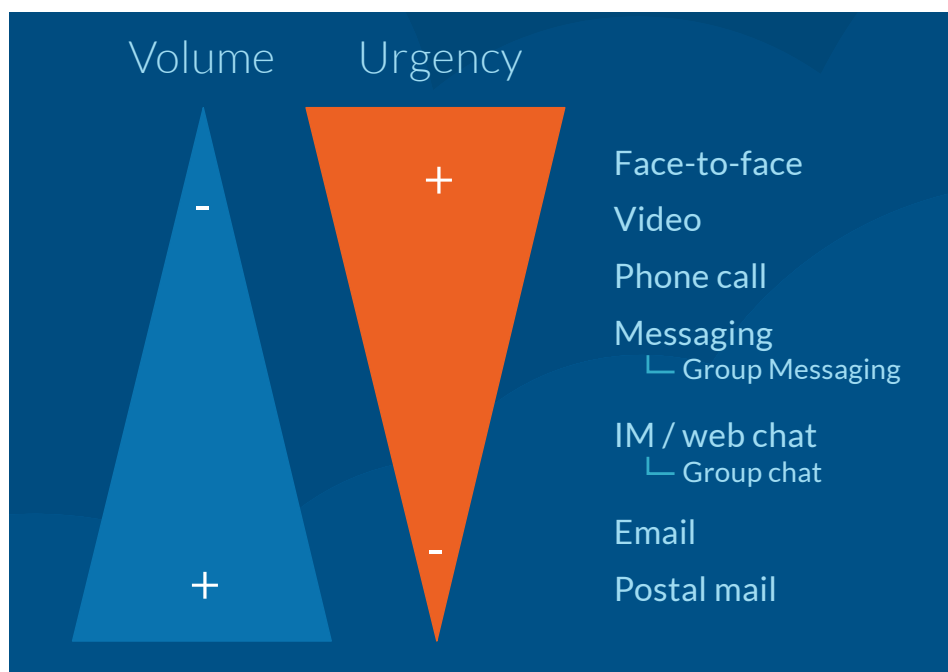 Volume
Urgency
-
+
+
-
Face-to-face
Video
Phone call
Messaging
Group Messaging
IM / web chat
Group chat
Email
Postal mail